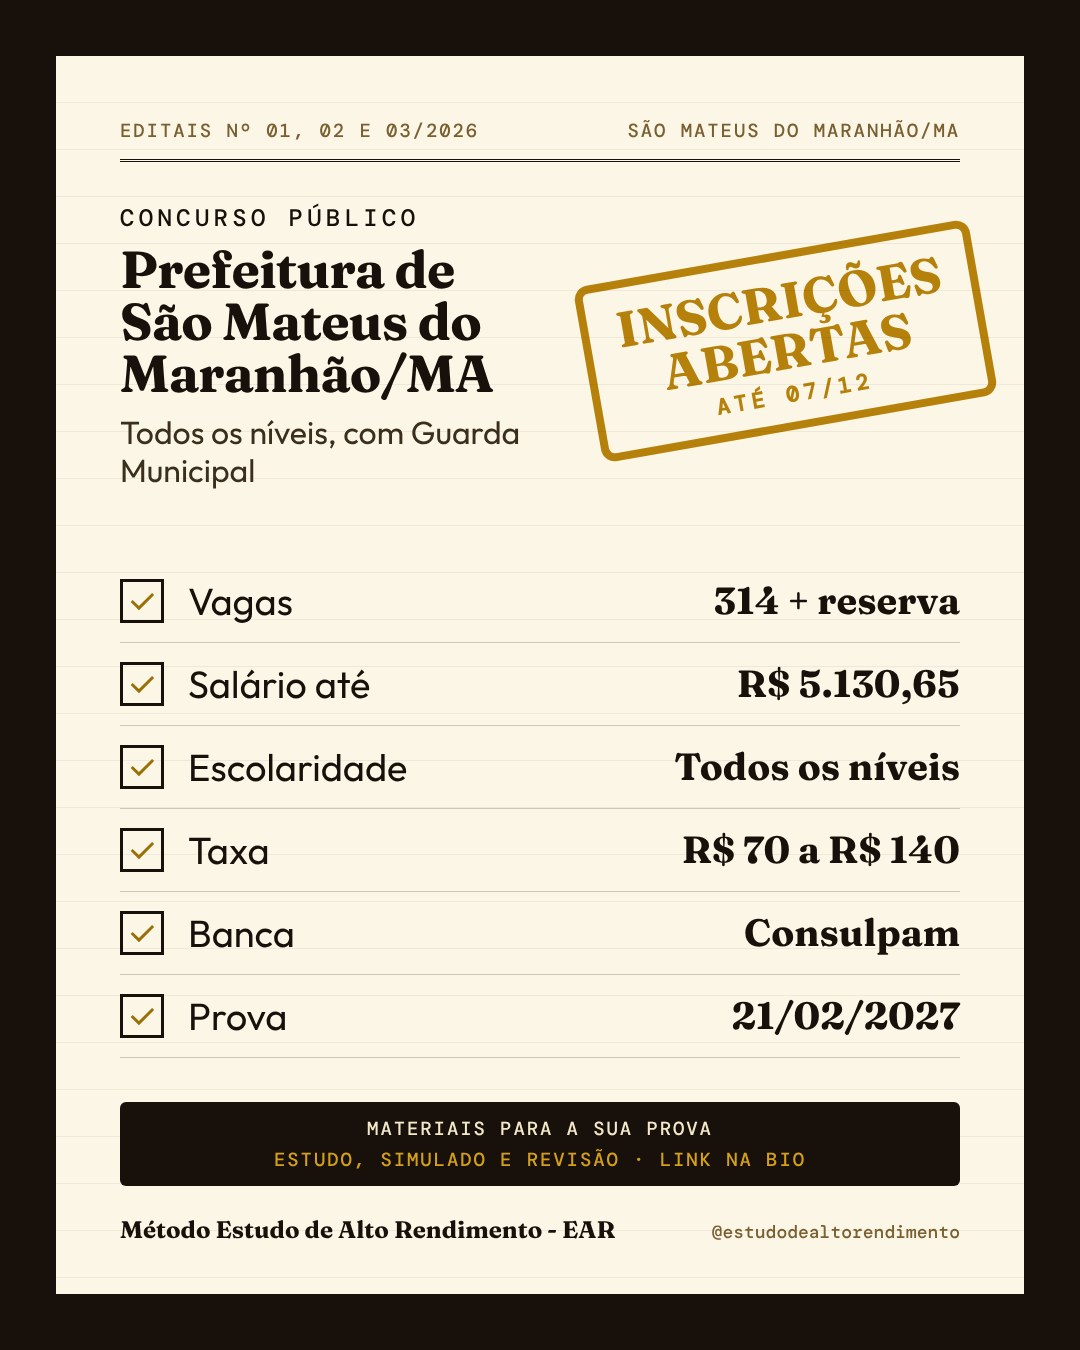 EDITAIS Nº 01, 02 E 03/2026
SÃO MATEUS DO MARANHÃO/MA
CONCURSO PÚBLICO
Prefeitura de
São Mateus do
Maranhão/MA
Todos os níveis, com Guarda
Municipal
INSCRIÇÕES
ABERTAS
ATÉ 07/12
Vagas
314 + reserva
Salário até
R$ 5.130,65
Escolaridade
Todos os níveis
Taxa
R$ 70 a R$ 140
Banca
Consulpam
Prova
21/02/2027
MATERIAIS PARA A SUA PROVA
ESTUDO, SIMULADO E REVISÃO · LINK NA BIO
Método Estudo de Alto Rendimento - EAR
@estudodealtorendimento